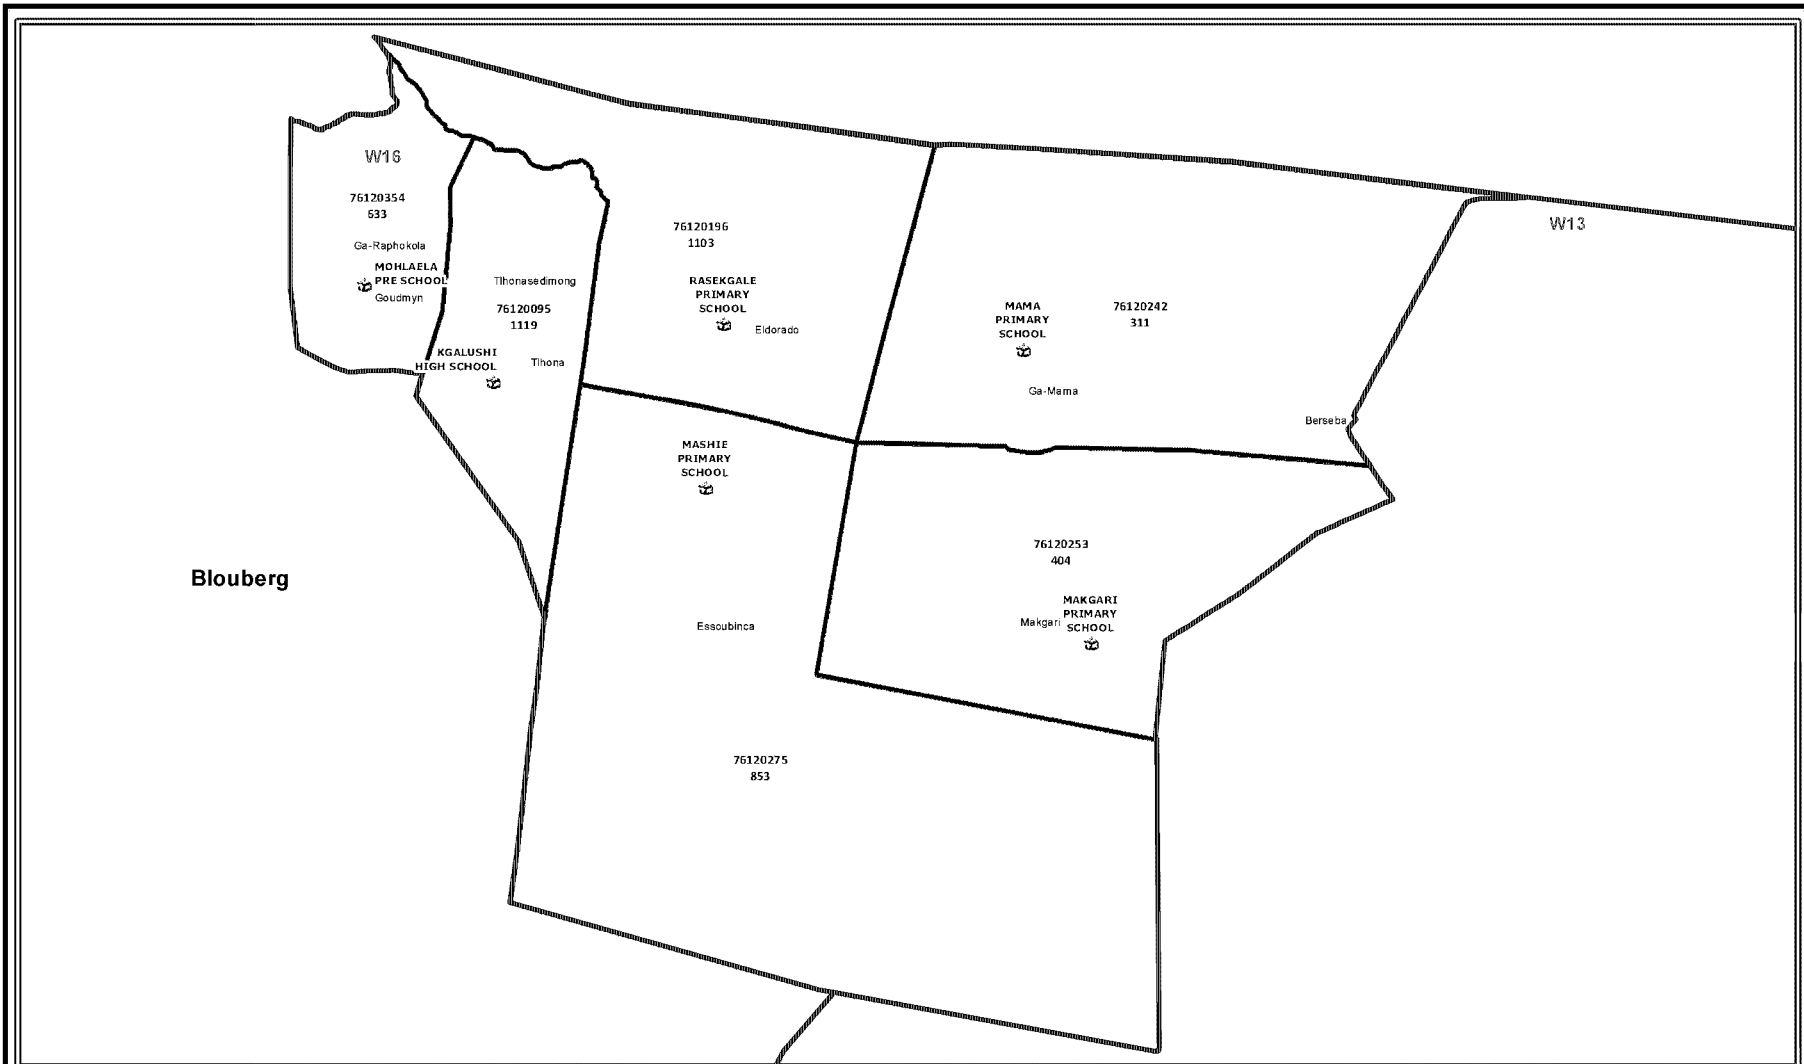 W16
76120354
533
Ga-Raphokola
MOHLAELA
PRE SCHOOL
Goudmyn
Tlhonasedimong
76120095
1119
KGALUSHI
HIGH SCHOOL
Tlhona
76120196
1103
RASEKGALE
PRIMARY
SCHOOL
Eldorado
MAMA
PRIMARY
SCHOOL
76120242
311
Ga-Mama
Berseba
W13
MASHIE
PRIMARY
SCHOOL
76120253
404
MAKGARI
PRIMARY
SCHOOL
Makgari
Essoubinca
Blouberg
76120275
853